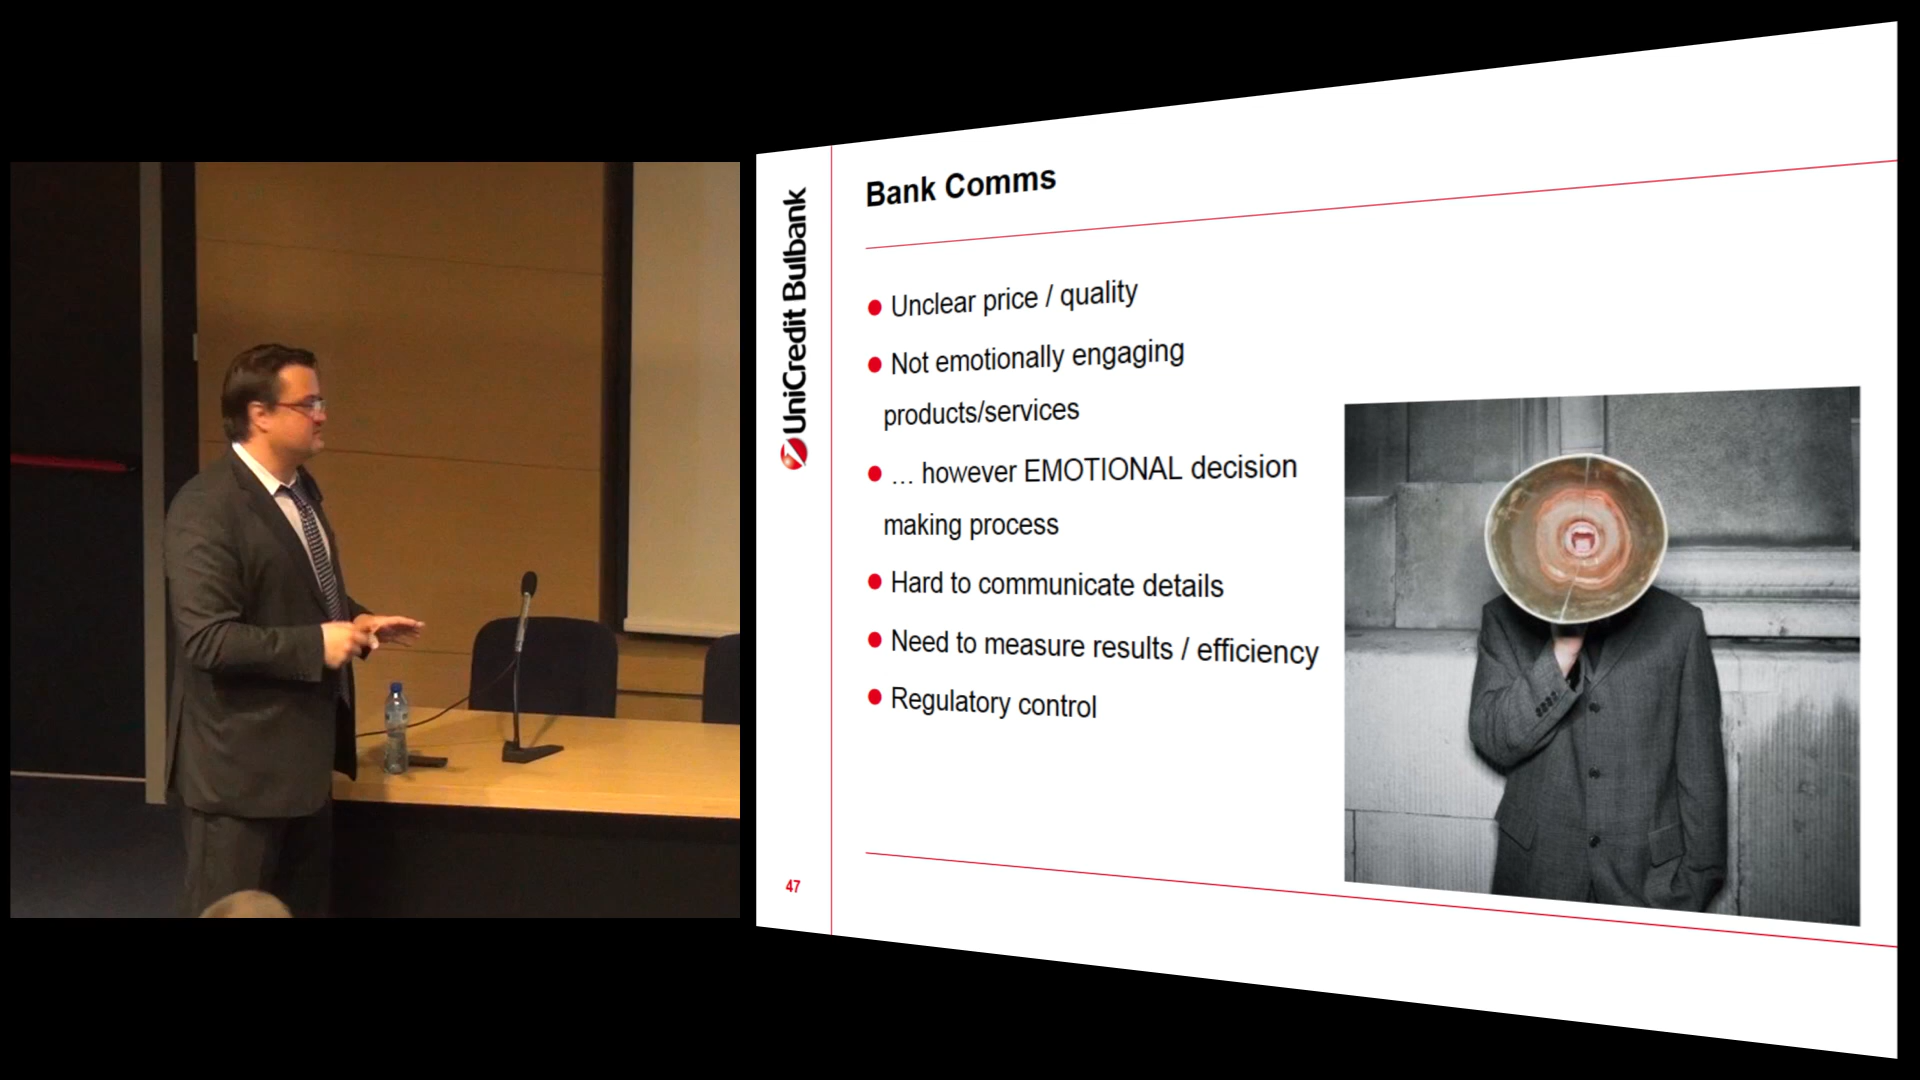 UniCredit Bulbank
Bank Comms
Unclear price / quality
Not emotionally engaging
products/services
… however EMOTIONAL decision
making process
Hard to communicate details
Need to measure results / efficiency
Regulatory control
47